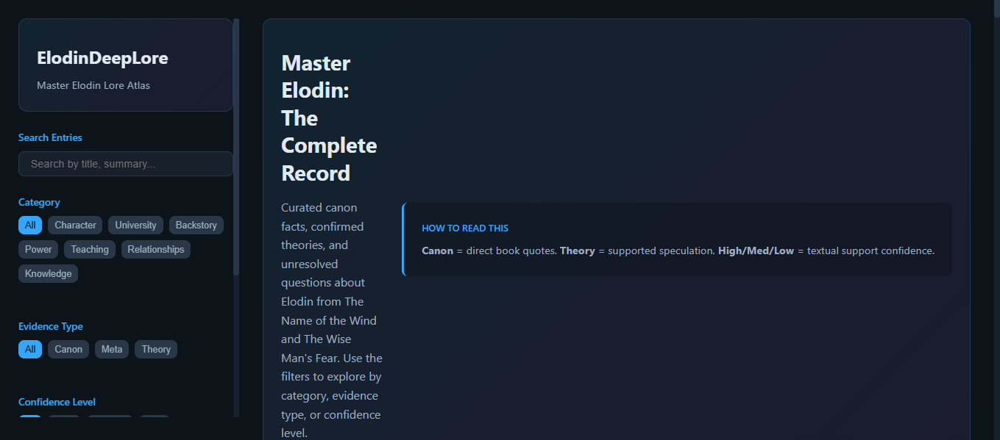 ElodinDeepLore
Master Elodin Lore Atlas
Search Entries
Search by title, summary...
Category
All Character University Backstory
Power Teaching Relationships
Knowledge
Evidence Type
All Canon Meta Theory
Confidence Level
Master
Elodin:
The
Complete
Record
Curated canon
facts, confirmed
theories, and
unresolved
questions about
Elodin from The
Name of the Wind
and The Wise
Man's Fear. Use the
filters to explore by
category, evidence
type, or confidence
level.
HOW TO READ THIS
Canon = direct book quotes. Theory = supported speculation. High/Med/Low = textual support confidence.